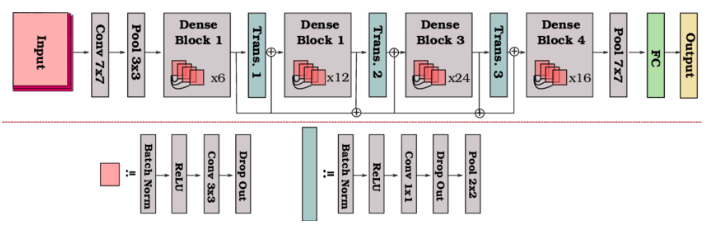 Input
Conv 7x7
Pool 3x3
Dense
Block 1
x6
Trans. 1
Dense
Block 1
x12
Trans. 2
Dense
Block 3
x24
Trans. 3
Dense
Block 4
x16
Pool 7x7
FC
Output
::=
Batch Norm
ReLU
Conv 3x3
Drop Out
::=
Batch Norm
ReLU
Conv 1x1
Drop Out
Pool 2x2